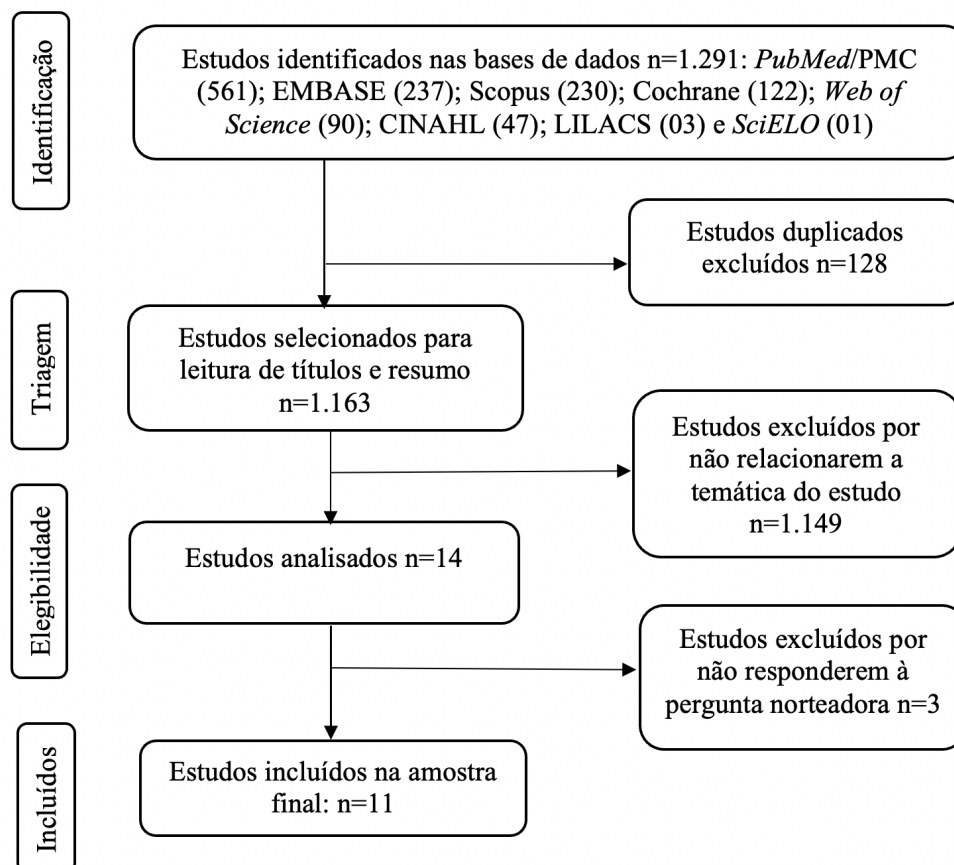 Identificação
Estudos identificados nas bases de dados n=1.291: PubMed/PMC
(561); EMBASE (237); Scopus (230); Cochrane (122); Web of
Science (90); CINAHL (47); LILACS (03) e SciELO (01)
Estudos duplicados
excluídos n=128
Triagem
Estudos selecionados para
leitura de títulos e resumo
n=1.163
Estudos excluídos por
não relacionarem a
temática do estudo
n=1.149
Elegibilidade
Estudos analisados n=14
Estudos excluídos por
não responderem à
pergunta norteadora n=3
Incluídos
Estudos incluídos na amostra
final: n=11